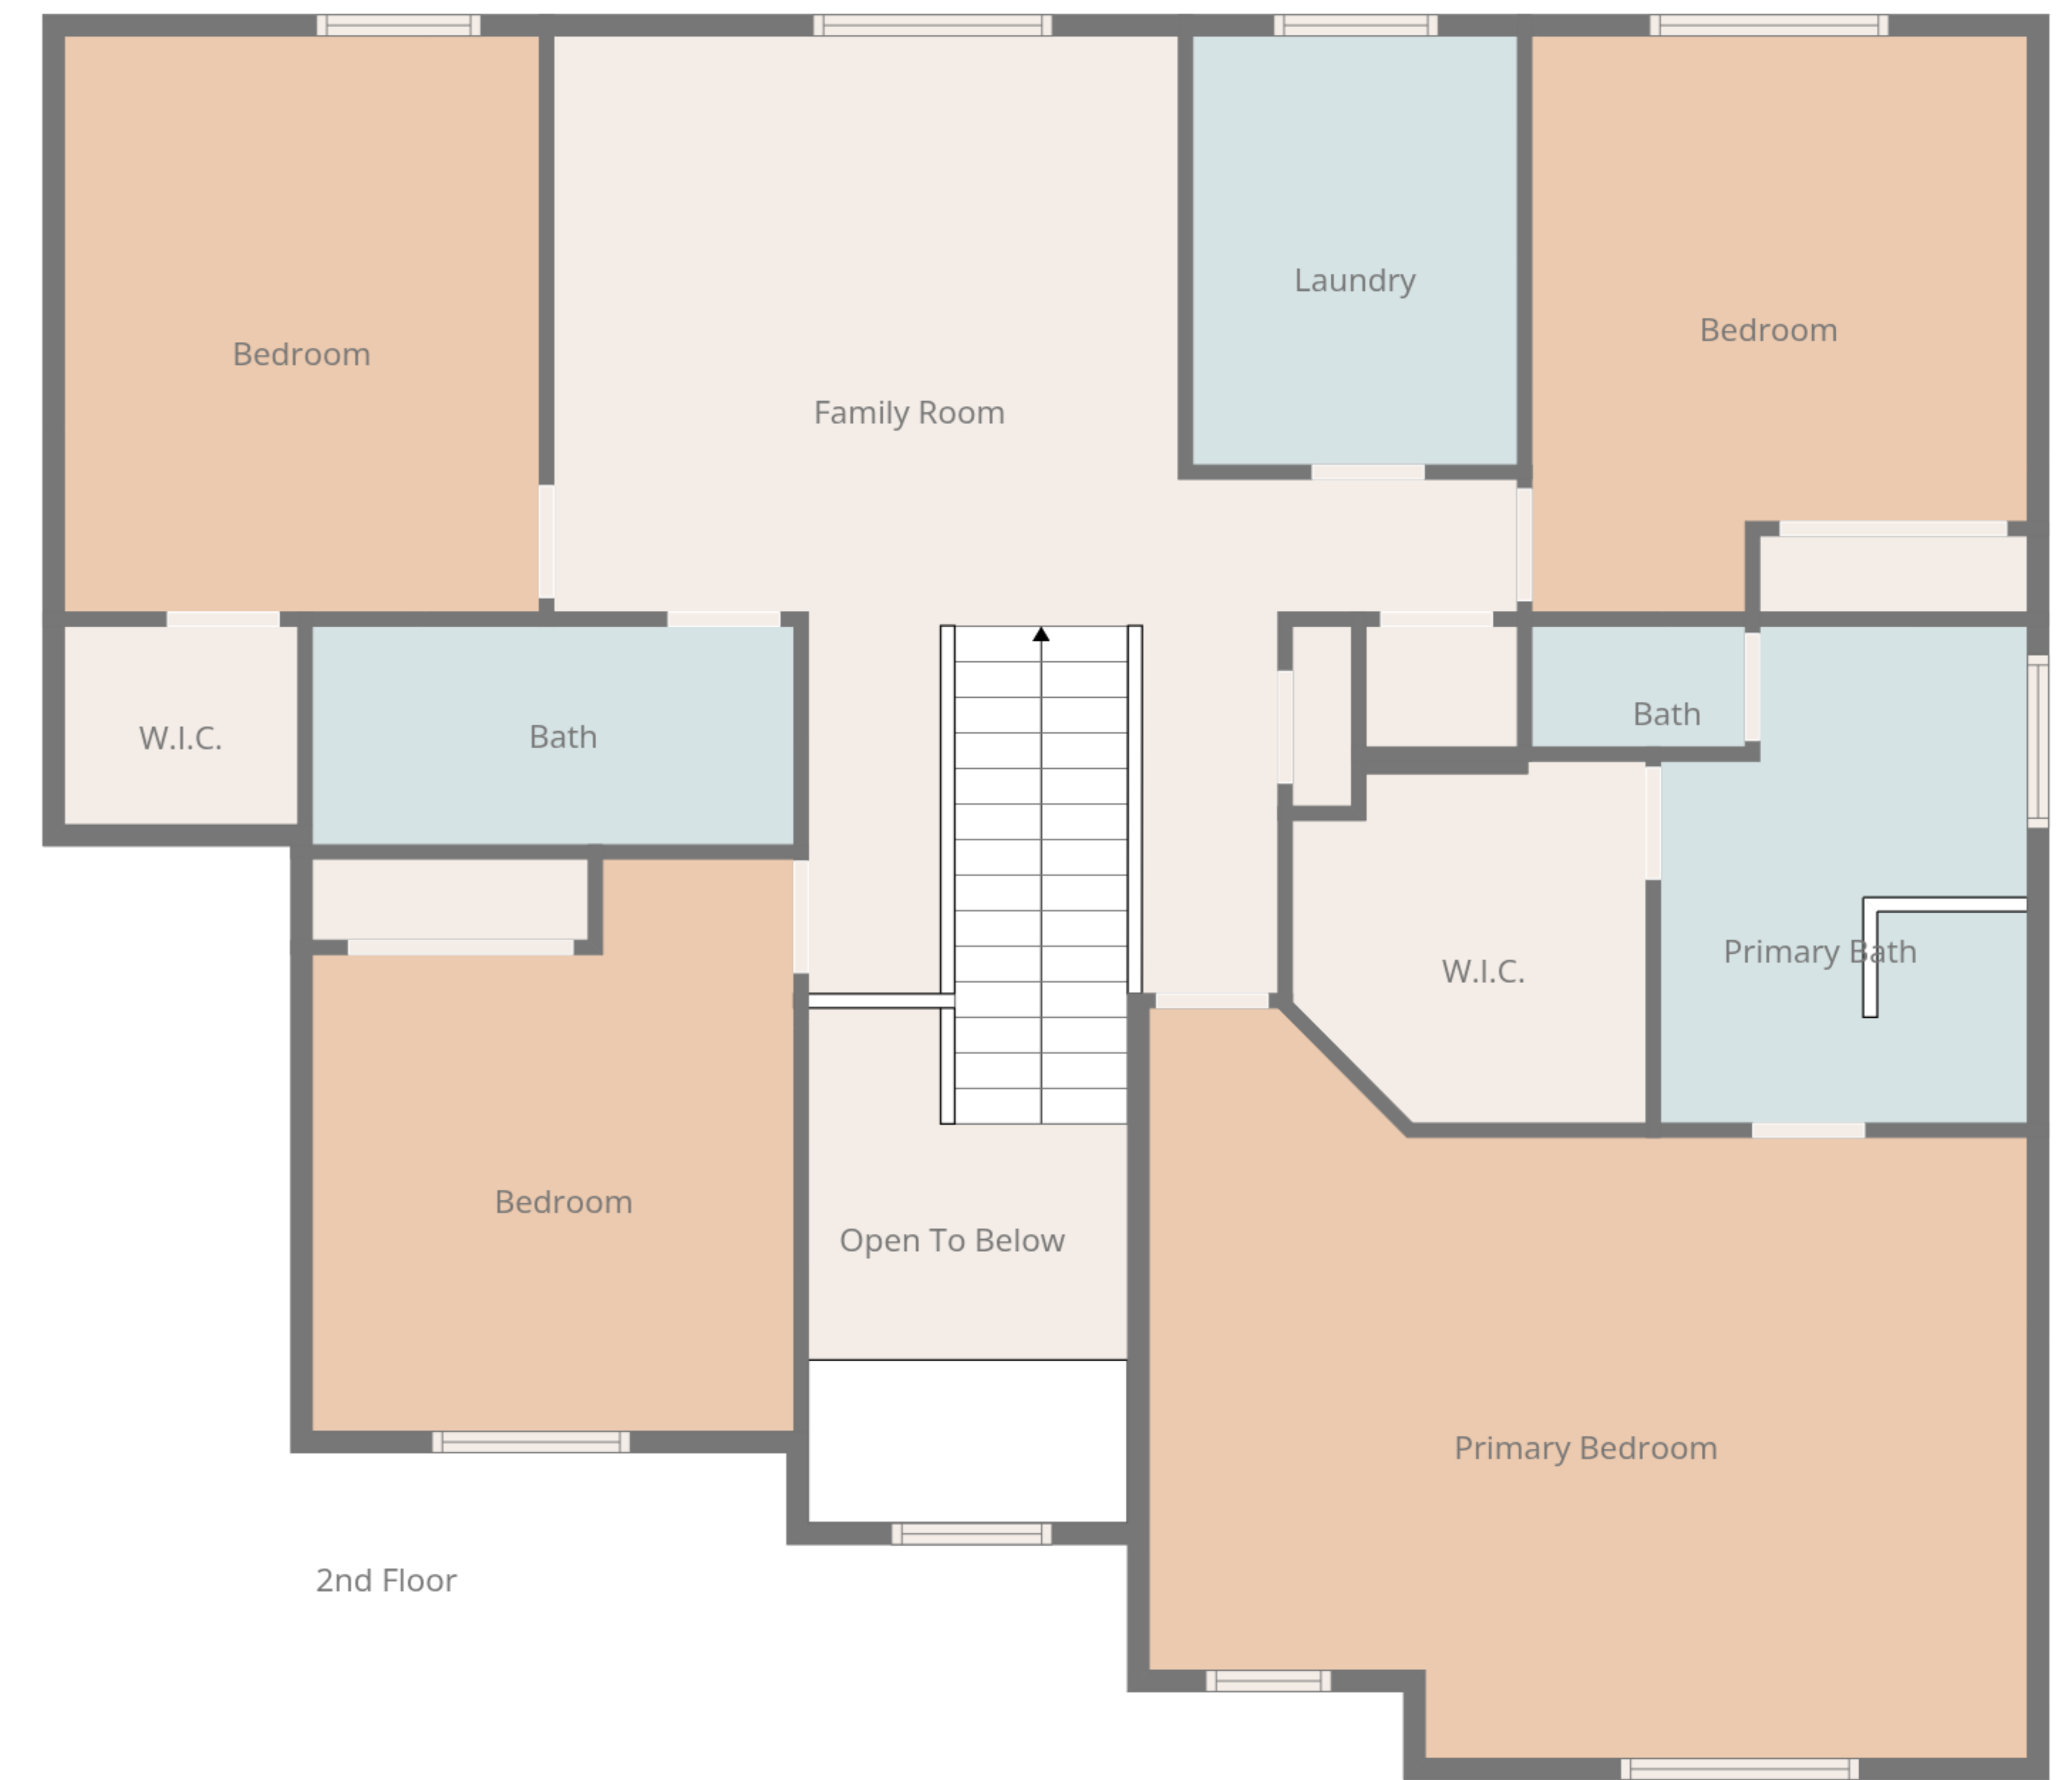 Laundry
Bedroom
Bedroom
Family Room
Bath
W.I.C.
Bath
Primary Bath
W.I.C.
Bedroom
Open To Below
Primary Bedroom
2nd Floor